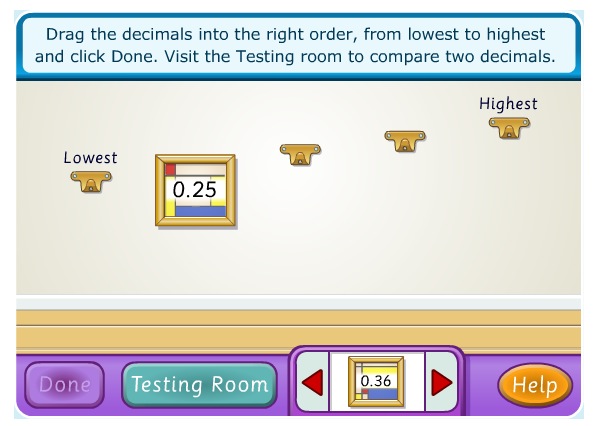 Drag the decimals into the right order, from lowest to highest
and click Done. Visit the Testing room to compare two decimals.
Highest
Lowest
0.25
0.36
Done
Testing Room
Help